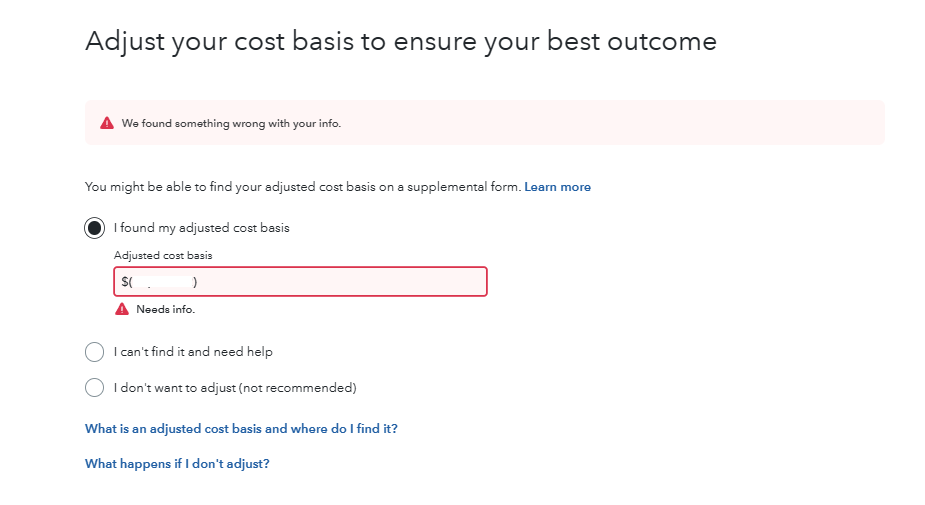 Adjust your cost basis to ensure your best outcome
We found something wrong with your info.
You might be able to find your adjusted cost basis on a supplemental form. Learn more
I found my adjusted cost basis
Adjusted cost basis
$( . )
Needs info.
I can't find it and need help
I don't want to adjust (not recommended)
What is an adjusted cost basis and where do I find it?
What happens if I don't adjust?